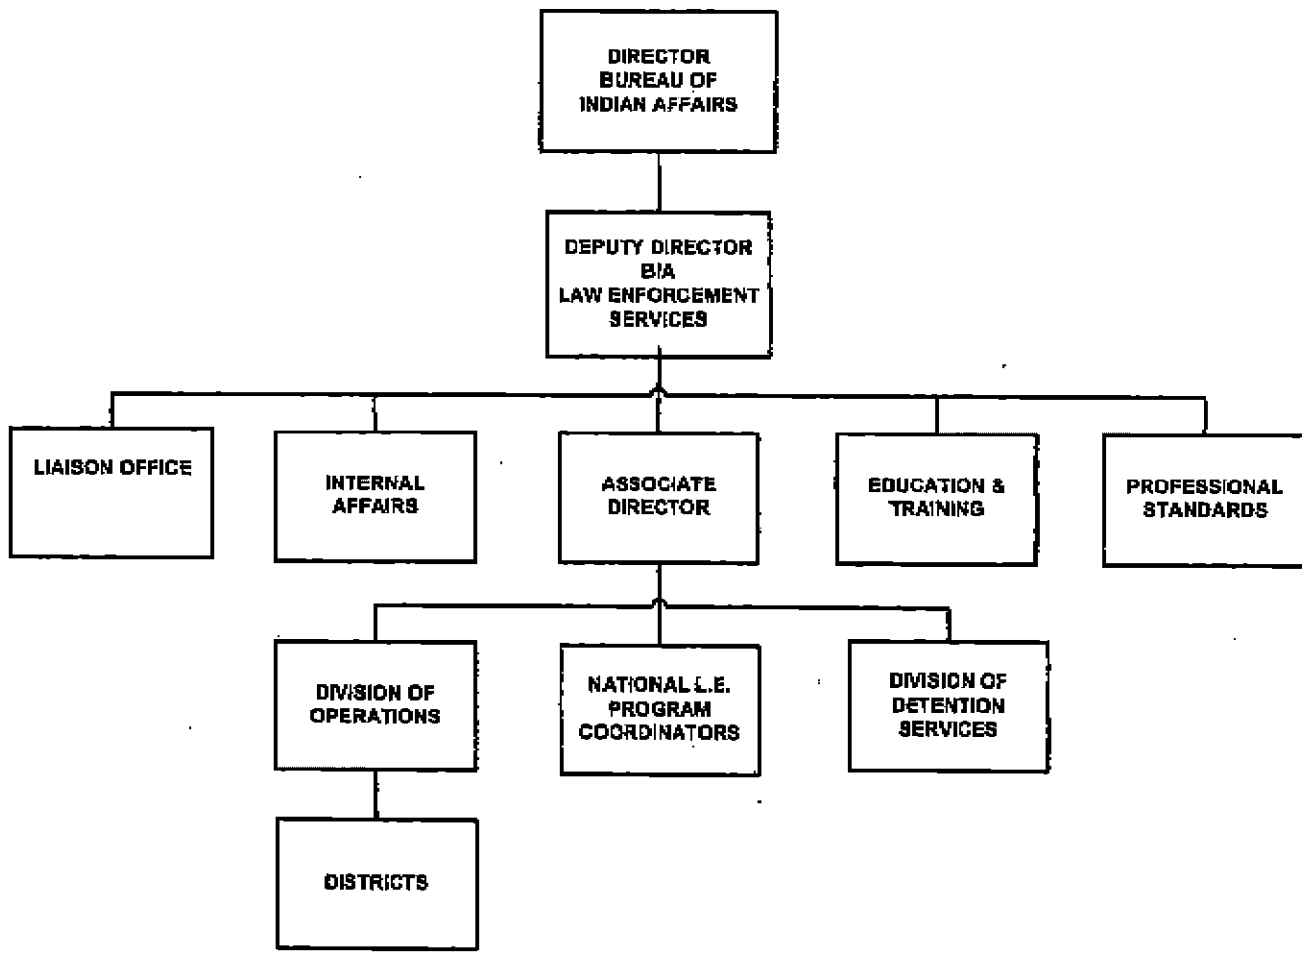 DIRECTOR
BUREAU OF
INDIAN AFFAIRS
DEPUTY DIRECTOR
BIA
LAW ENFORCEMENT
SERVICES
LIAISON OFFICE
INTERNAL
AFFAIRS
ASSOCIATE
DIRECTOR
EDUCATION &
TRAINING
PROFESSIONAL
STANDARDS
DIVISION OF
OPERATIONS
NATIONAL L.E.
PROGRAM
COORDINATORS
DIVISION OF
DETENTION
SERVICES
DISTRICTS